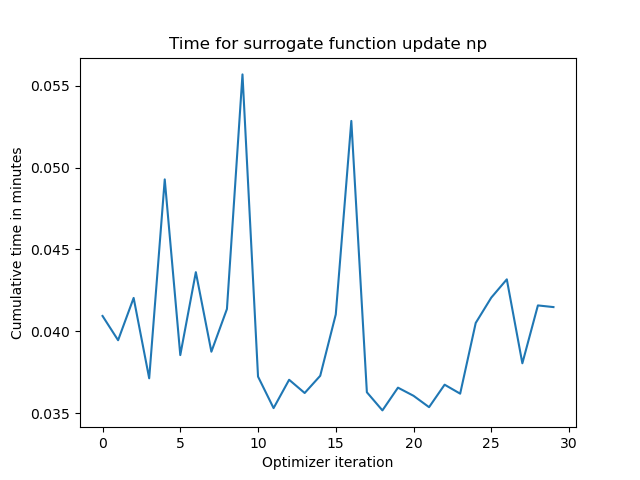 Time for surrogate function update np
0.055
0.050
0.045
0.040
0.035
Cumulative time in minutes
0 5 10 15 20 25 30
Optimizer iteration